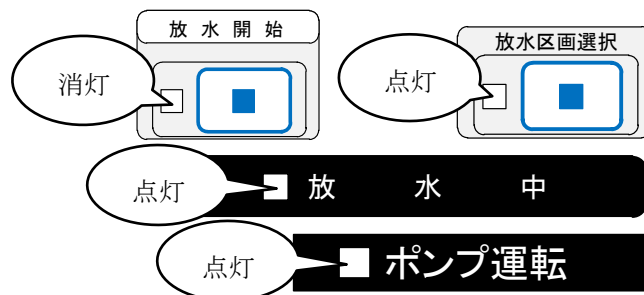 放水開始
放水区画選択
消灯
点灯
点灯
放水中
点灯
ポンプ運転